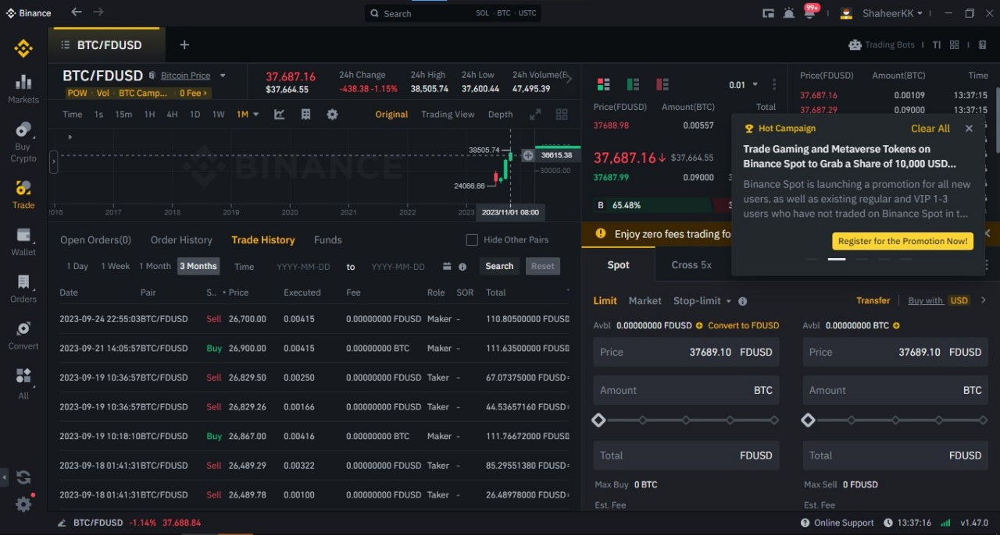 Binance
Search SOL BTC USTC
99+
ShaheerKK
BTC/FDUSD
Trading Bots
BTC/FDUSD Bitcoin Price
POW Vol BTC Camp... 0 Fee
37,687.16
$37,664.55
24h Change
-438.38 -1.15%
24h High
38,505.74
24h Low
37,600.44
24h Volume(B
47,495.39
Markets
Buy Crypto
Trade
Wallet
Orders
Convert
All
Time 1s 15m 1H 4H 1D 1W 1M
Original Trading View Depth
BINANCE
38505.74
36615.38
30000.00
24066.66
2016 2017 2018 2019 2020 2021 2022 2023 2023/11/01 08:00
0.01
Price(FDUSD) Amount(BTC) Total
37688.98 0.00557
37,687.16 $37,664.55
37687.99 0.09000
B 65.48%
Price(FDUSD) Amount(BTC) Time
37,687.16 0.00109 13:37:15
37,687.29 0.09000 13:37:15
Hot Campaign Clear All
Trade Gaming and Metaverse Tokens on
Binance Spot to Grab a Share of 10,000 USD...
Binance Spot is launching a promotion for all new
users, as well as existing regular and VIP 1-3
users who have not traded on Binance Spot in t...
Register for the Promotion Now!
Enjoy zero fees trading fo
Open Orders(0) Order History Trade History Funds Hide Other Pairs
1 Day 1 Week 1 Month 3 Months Time YYYY-MM-DD to YYYY-MM-DD Search Reset
Date Pair S.. Price Executed Fee Role SOR Total
2023-09-24 22:55:03BTC/FDUSD Sell 26,700.00 0.00415 0.00000000 FDUSD Maker - 110.80500000 FDUSD
2023-09-21 14:05:57BTC/FDUSD Buy 26,900.00 0.00415 0.00000000 BTC Maker - 111.63500000 FDUSD
2023-09-19 10:36:57BTC/FDUSD Sell 26,829.50 0.00250 0.00000000 FDUSD Taker - 67.07375000 FDUSD
2023-09-19 10:36:57BTC/FDUSD Sell 26,829.26 0.00166 0.00000000 FDUSD Taker - 44.53657160 FDUSD
2023-09-19 10:18:10BTC/FDUSD Buy 26,867.00 0.00416 0.00000000 BTC Maker - 111.76672000 FDUSD
2023-09-18 01:41:31BTC/FDUSD Sell 26,489.29 0.00322 0.00000000 FDUSD Taker - 85.29551380 FDUSD
2023-09-18 01:41:31BTC/FDUSD Sell 26,489.78 0.00100 0.00000000 FDUSD Taker - 26.48978000 FDUSD
Spot Cross 5x
Limit Market Stop-limit Transfer Buy with USD
Avbl 0.00000000 FDUSD Convert to FDUSD
Price 37689.10 FDUSD
Amount BTC
Total FDUSD
Max Buy 0 BTC
Est. Fee
Avbl 0.00000000 BTC
Price 37689.10 FDUSD
Amount BTC
Total FDUSD
Max Sell 0 FDUSD
Est. Fee
BTC/FDUSD -1.14% 37,688.84
Online Support 13:37:16 v1.47.0